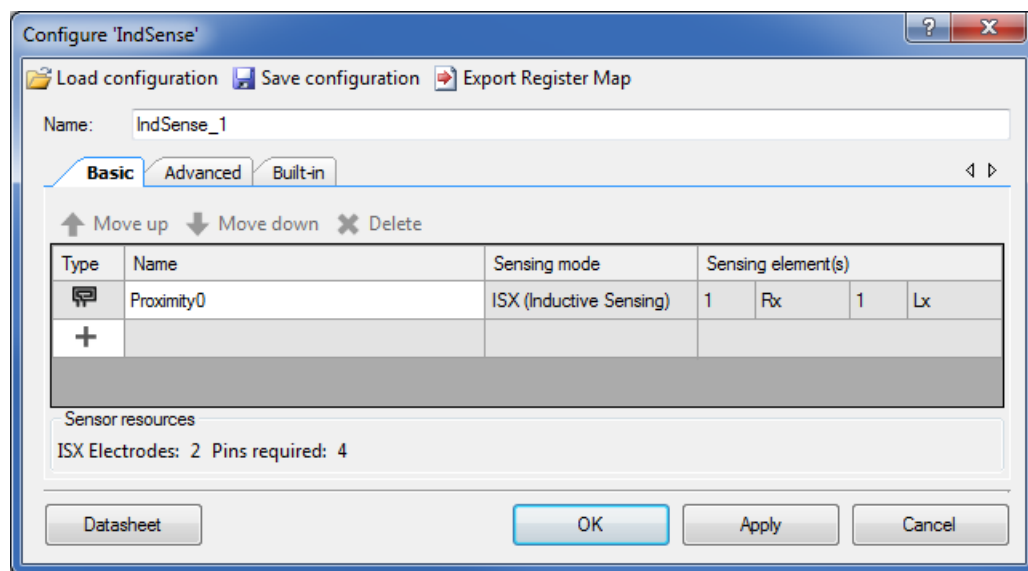 Configure 'IndSense'
Load configuration Save configuration Export Register Map
Name: IndSense_1
Basic Advanced Built-in
Move up Move down Delete
Type Name Sensing mode Sensing element(s)
Proximity0 ISX (Inductive Sensing) 1 Rx 1 Lx
Sensor resources
ISX Electrodes: 2 Pins required: 4
Datasheet OK Apply Cancel